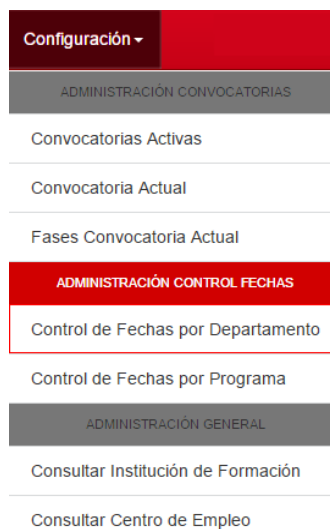 Configuración
ADMINISTRACIÓN CONVOCATORIAS
Convocatorias Activas
Convocatoria Actual
Fases Convocatoria Actual
ADMINISTRACIÓN CONTROL FECHAS
Control de Fechas por Departamento
Control de Fechas por Programa
ADMINISTRACIÓN GENERAL
Consultar Institución de Formación
Consultar Centro de Empleo